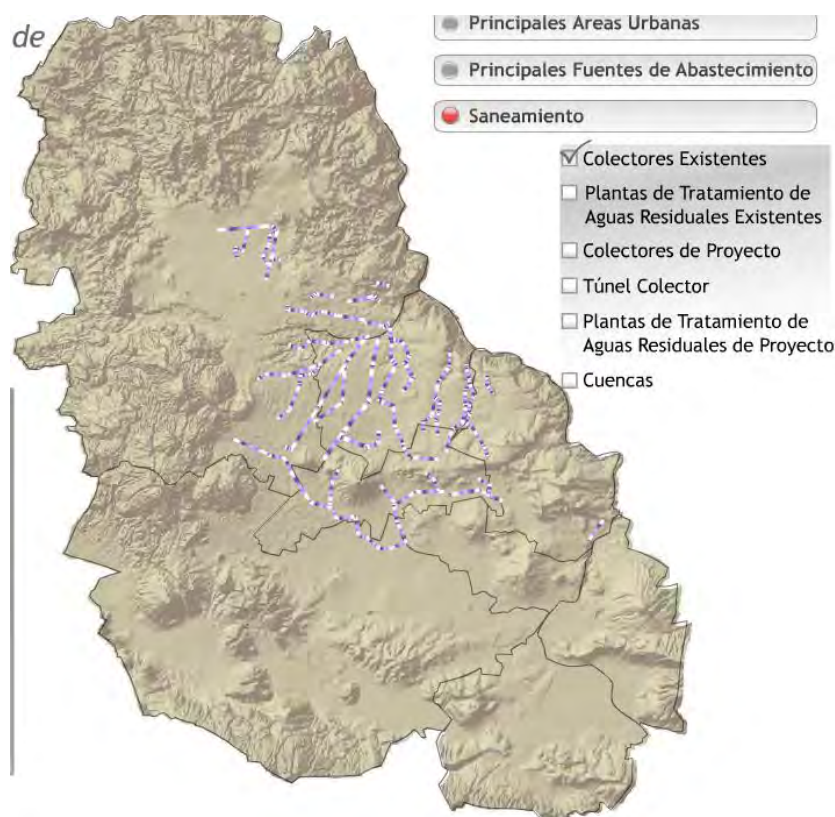 de
Principales Areas Urbanas
Principales Fuentes de Abastecimiento
Saneamiento
Colectores Existentes
Plantas de Tratamiento de
Aguas Residuales Existentes
Colectores de Proyecto
Túnel Colector
Plantas de Tratamiento de
Aguas Residuales de Proyecto
Cuencas